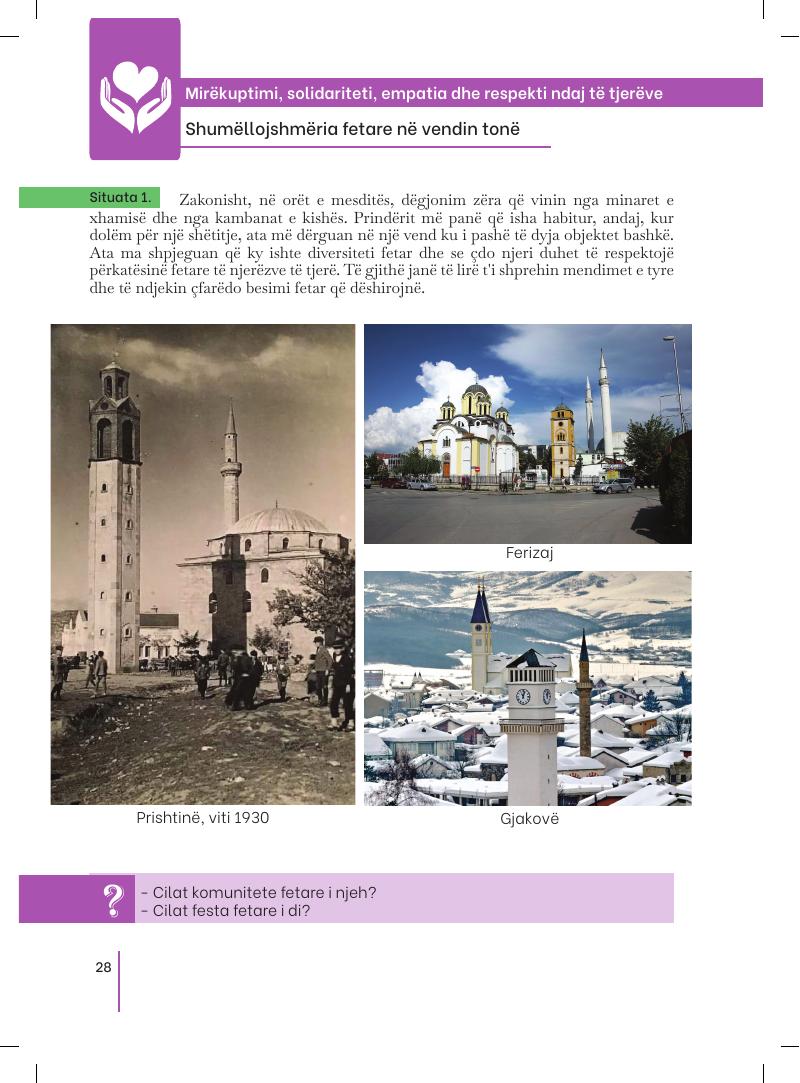 Mirëkuptimi, solidariteti, empatia dhe respekti ndaj të tjerëve
Shumëllojshmëria fetare në vendin tonë
Situata 1. Zakonisht, në orët e mesditës, dëgjonim zëra që vinin nga minaret e
xhamisë dhe nga kambanat e kishës. Prindërit më panë që isha habitur, andaj, kur
dolëm për një shëtitje, ata më dërguan në një vend ku i pashë të dyja objektet bashkë.
Ata ma shpjeguan që ky ishte diversiteti fetar dhe se çdo njeri duhet të respektojë
përkatësinë fetare të njerëzve të tjerë. Të gjithë janë të lirë t'i shprehin mendimet e tyre
dhe të ndjekin çfarëdo besimi fetar që dëshirojnë.
Ferizaj
Prishtinë, viti 1930
Gjakovë
?
- Cilat komunitete fetare i njeh?
- Cilat festa fetare i di?
28